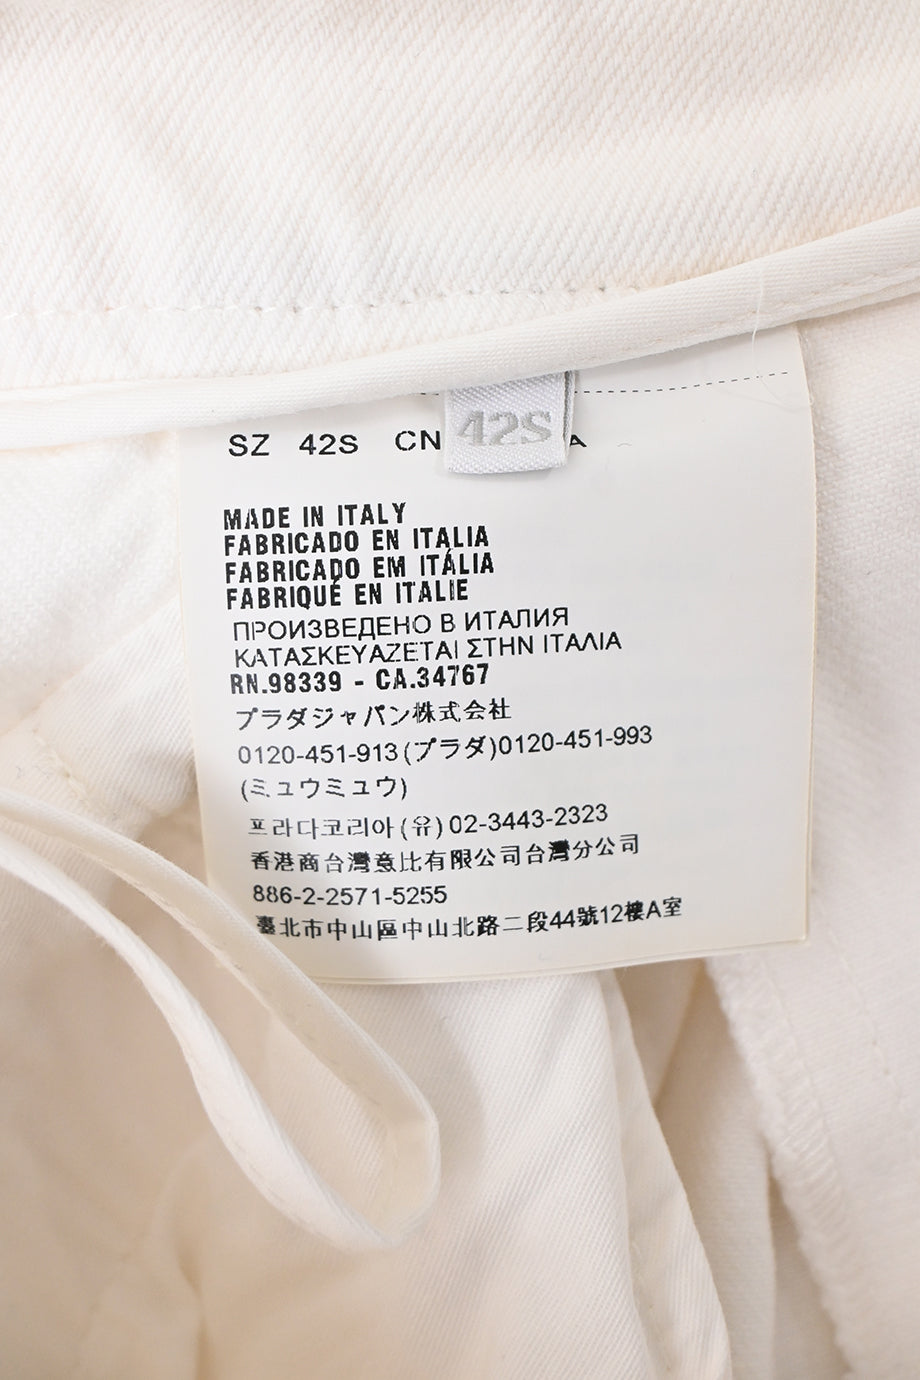 42S
SZ 42S CN A
MADE IN ITALY
FABRICADO EN ITALIA
FABRICADO EM ITÁLIA
FABRIQUÉ EN ITALIE
ПРОИЗВЕДЕНО В ИТАЛИЯ
ΚΑΤΑΣΚΕΥΑΖΕΤΑΙ ΣΤΗΝ ΙΤΑΛΙΑ
RN.98339 - CA.34767
プラダジャパン株式会社
0120-451-913(プラダ)0120-451-993
(ミュウミュウ)
프라다코리아(유)02-3443-2323
香港商台灣意比有限公司台灣分公司
886-2-2571-5255
臺北市中山區中山北路二段44號12樓A室